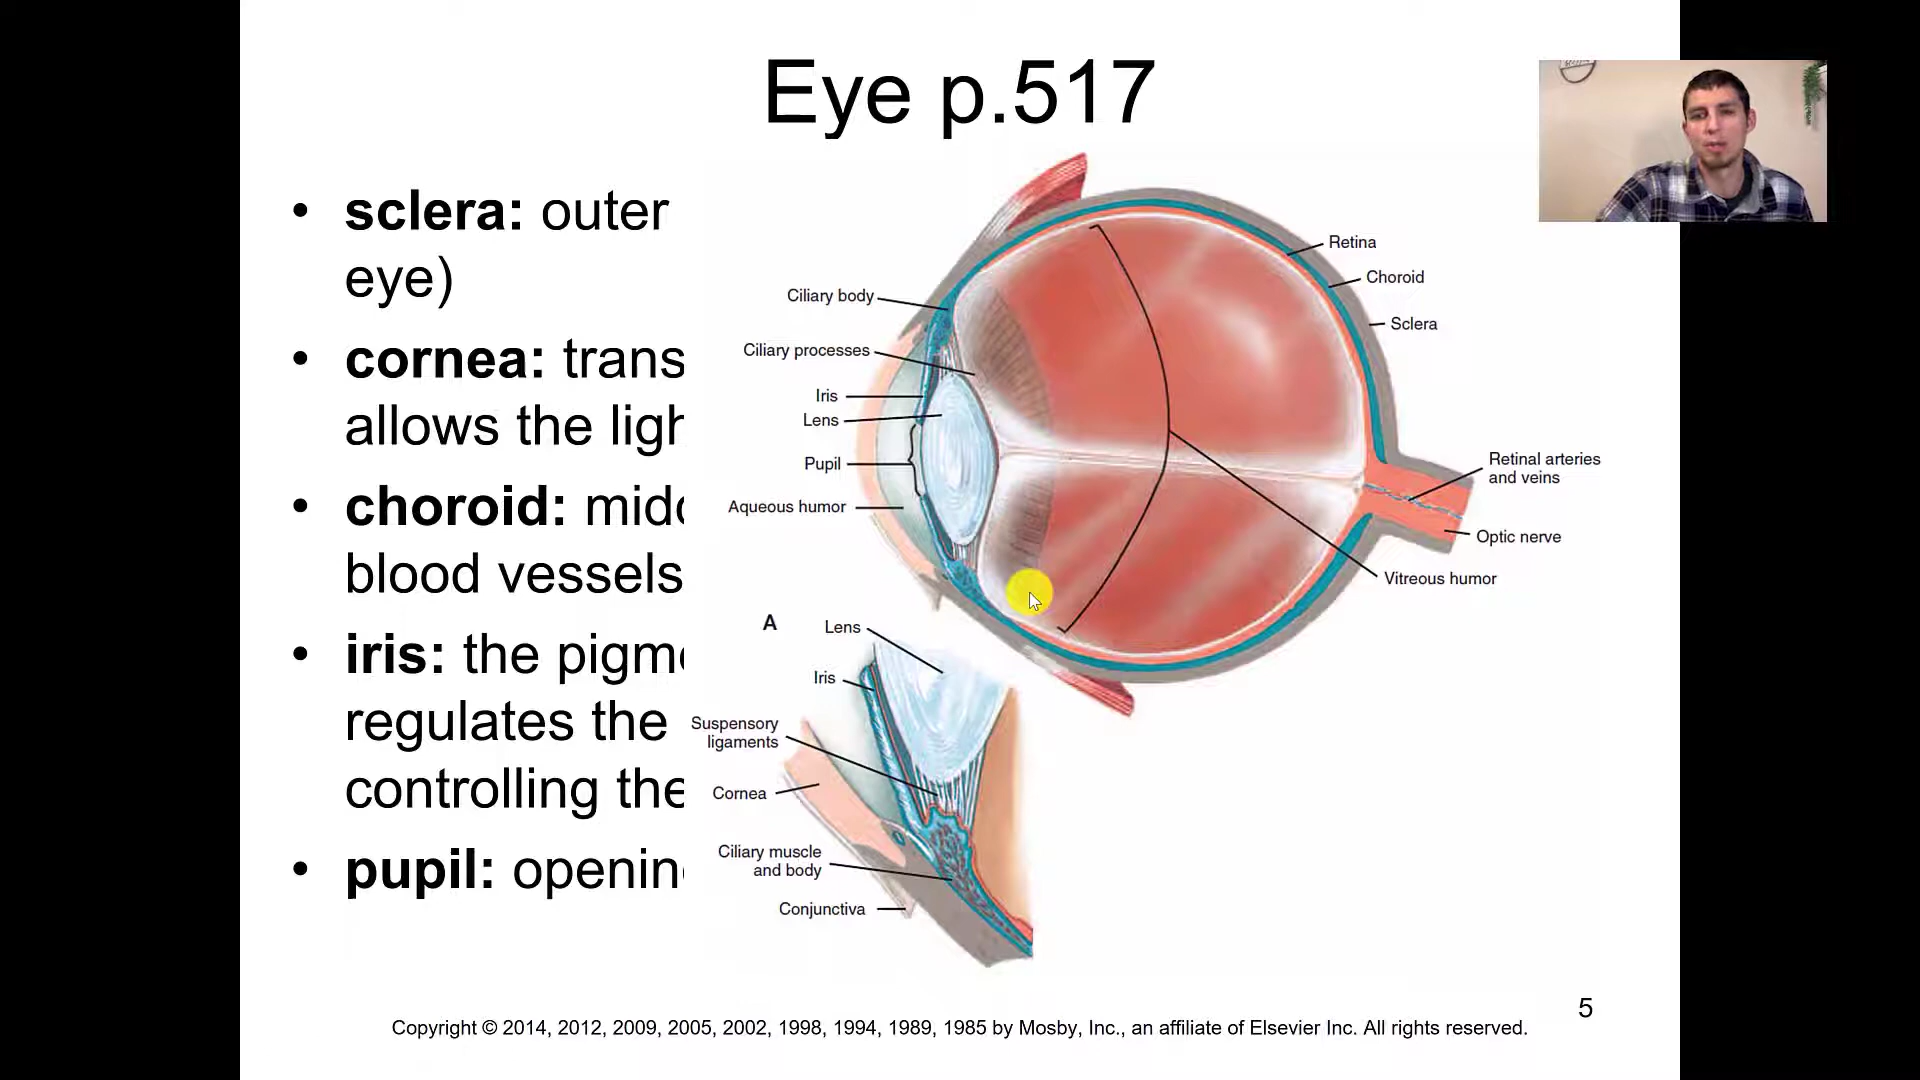 Eye p.517
• sclera: outer
eye)
• cornea: trans
allows the ligh
• choroid: midd
blood vessels
• iris: the pigme
regulates the
controlling the
• pupil: opening
Retina
Choroid
Sclera
Ciliary body
Ciliary processes
Iris
Lens
Pupil
Aqueous humor
Retinal arteries
and veins
Optic nerve
Vitreous humor
A
Lens
Iris
Suspensory
ligaments
Cornea
Ciliary muscle
and body
Conjunctiva
5
Copyright © 2014, 2012, 2009, 2005, 2002, 1998, 1994, 1989, 1985 by Mosby, Inc., an affiliate of Elsevier Inc. All rights reserved.